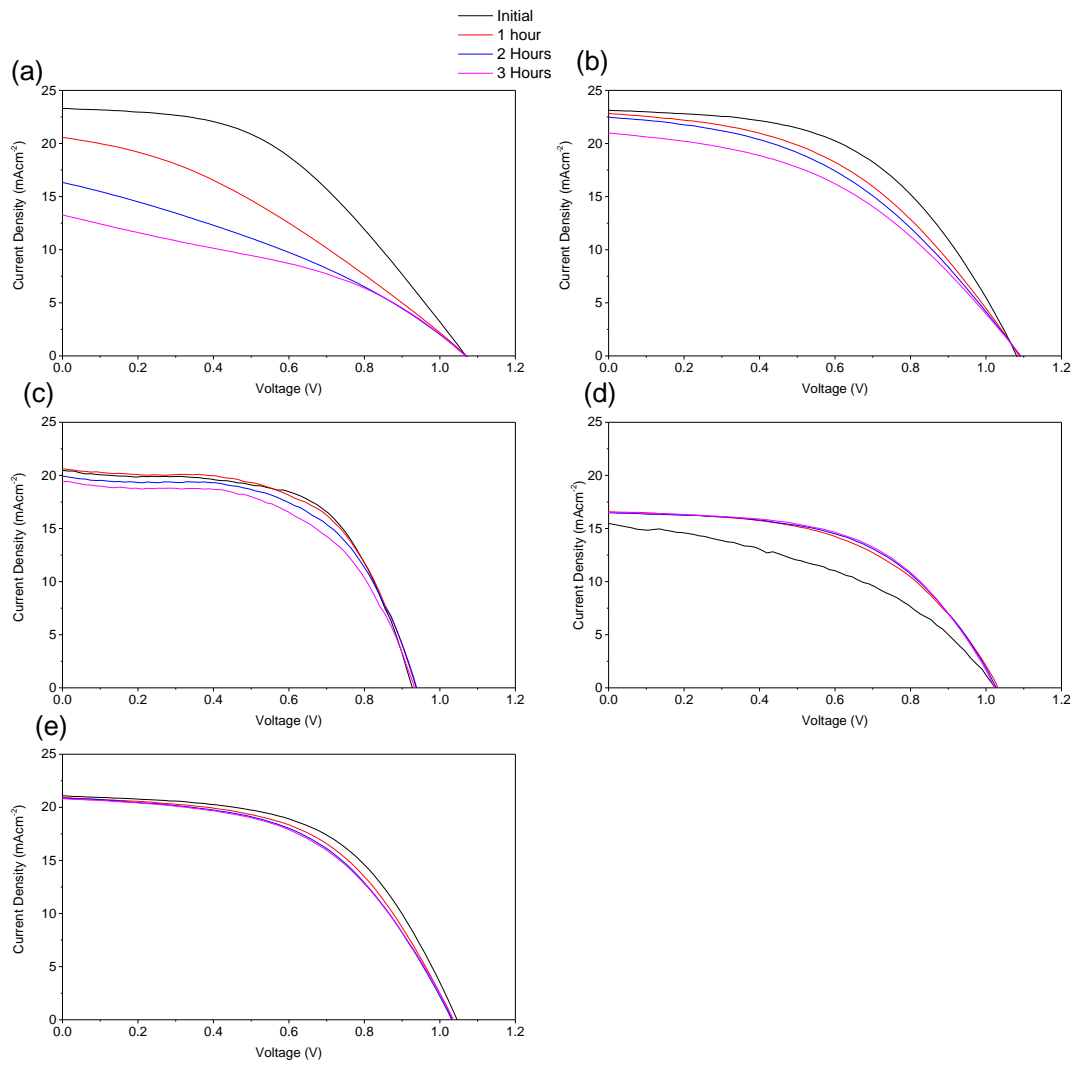 Initial
1 hour
2 Hours
3 Hours
(a)
25
20
15
10
5
0
Current Density (mAcm⁻²)
0.0 0.2 0.4 0.6 0.8 1.0 1.2
Voltage (V)
(b)
25
20
15
10
5
0
Current Density (mAcm⁻²)
0.0 0.2 0.4 0.6 0.8 1.0 1.2
Voltage (V)
(c)
25
20
15
10
5
0
Current Density (mAcm⁻²)
0.0 0.2 0.4 0.6 0.8 1.0 1.2
Voltage (V)
(d)
25
20
15
10
5
0
Current Density (mAcm⁻²)
0.0 0.2 0.4 0.6 0.8 1.0 1.2
Voltage (V)
(e)
25
20
15
10
5
0
Current Density (mAcm⁻²)
0.0 0.2 0.4 0.6 0.8 1.0 1.2
Voltage (V)